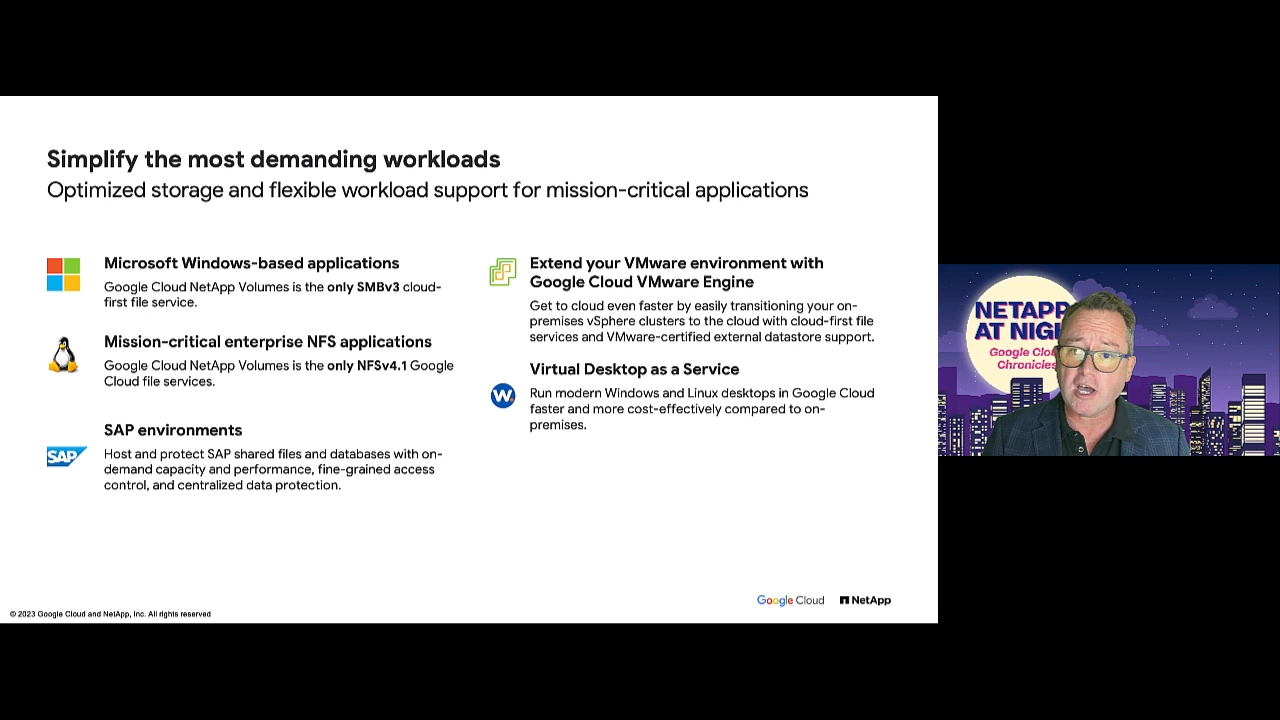 Simplify the most demanding workloads
Optimized storage and flexible workload support for mission-critical applications
Microsoft Windows-based applications
Google Cloud NetApp Volumes is the only SMBv3 cloud-
first file service.
Mission-critical enterprise NFS applications
Google Cloud NetApp Volumes is the only NFSv4.1 Google
Cloud file services.
SAP environments
SAP
Host and protect SAP shared files and databases with on-
demand capacity and performance, fine-grained access
control, and centralized data protection.
Extend your VMware environment with
Google Cloud VMware Engine
Get to cloud even faster by easily transitioning your on-
premises vSphere clusters to the cloud with cloud-first file
services and VMware-certified external datastore support.
Virtual Desktop as a Service
W
Run modern Windows and Linux desktops in Google Cloud
faster and more cost-effectively compared to on-
premises.
© 2023 Google Cloud and NetApp, Inc. All rights reserved
Google Cloud
NetApp
NETAPP
AT NIGH
Google Clou
Chronicles